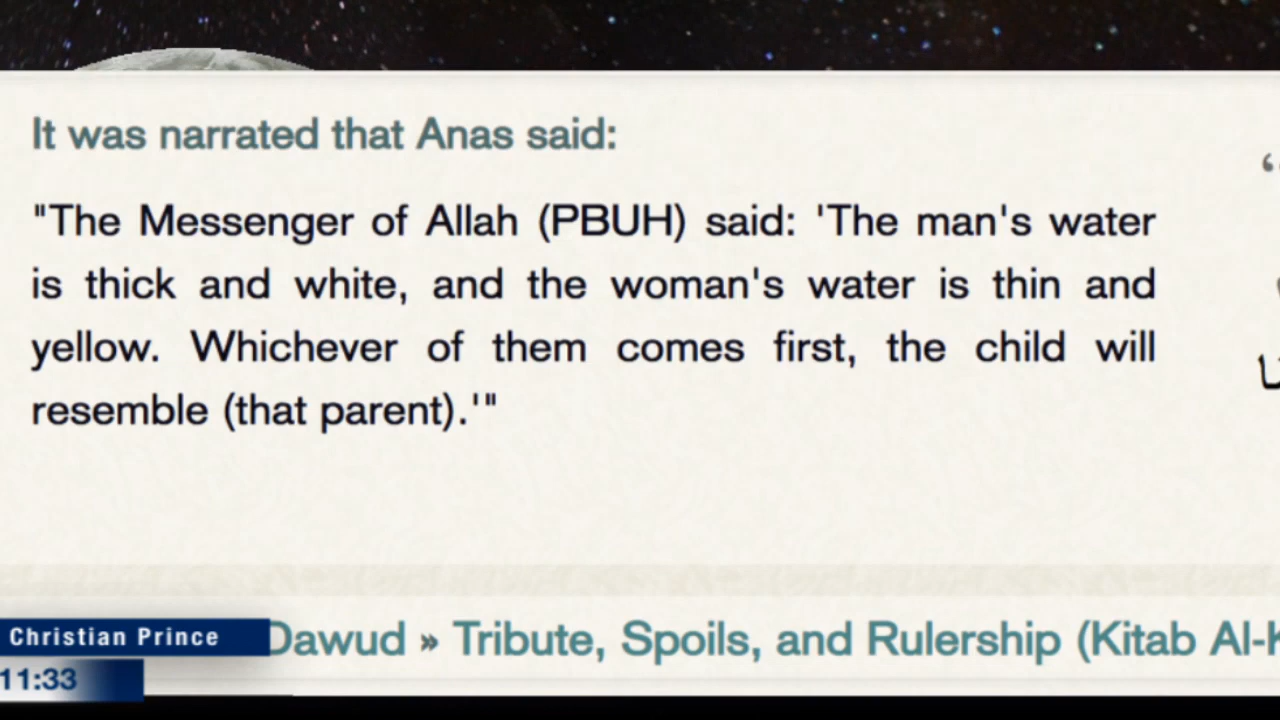 It was narrated that Anas said:
"The Messenger of Allah (PBUH) said: 'The man's water
is thick and white, and the woman's water is thin and
yellow. Whichever of them comes first, the child will
resemble (that parent).'"
Dawud » Tribute, Spoils, and Rulership (Kitab Al-K
Christian Prince
11:33